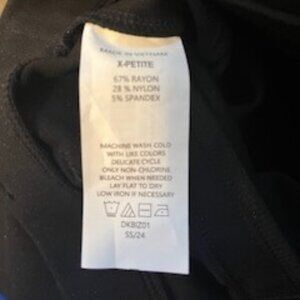 MADE IN VIETNAM
X-PETITE
67% RAYON
28 % NYLON
5% SPANDEX
MACHINE WASH COLD
WITH LIKE COLORS
DELICATE CYCLE
ONLY NON-CHLORINE
BLEACH WHEN NEEDED
LAY FLAT TO DRY
LOW IRON IF NECESSARY
DKBIZ01
SS/24